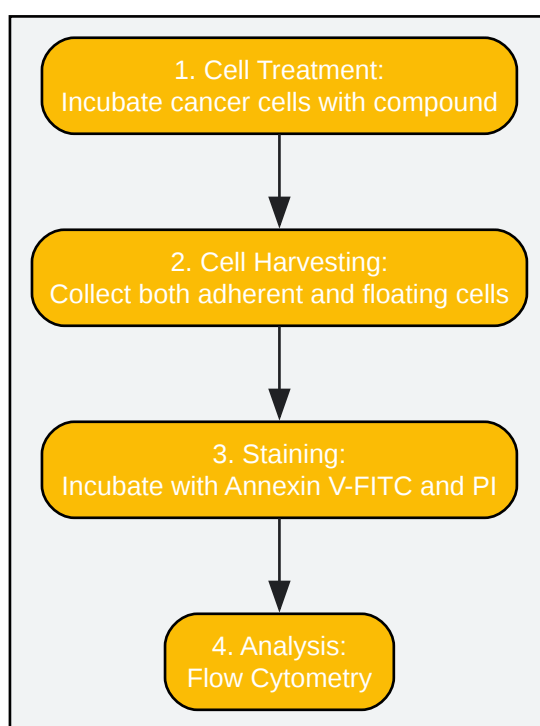 1. Cell Treatment:
Incubate cancer cells with compound
2. Cell Harvesting:
Collect both adherent and floating cells
3. Staining:
Incubate with Annexin V-FITC and PI
4. Analysis:
Flow Cytometry